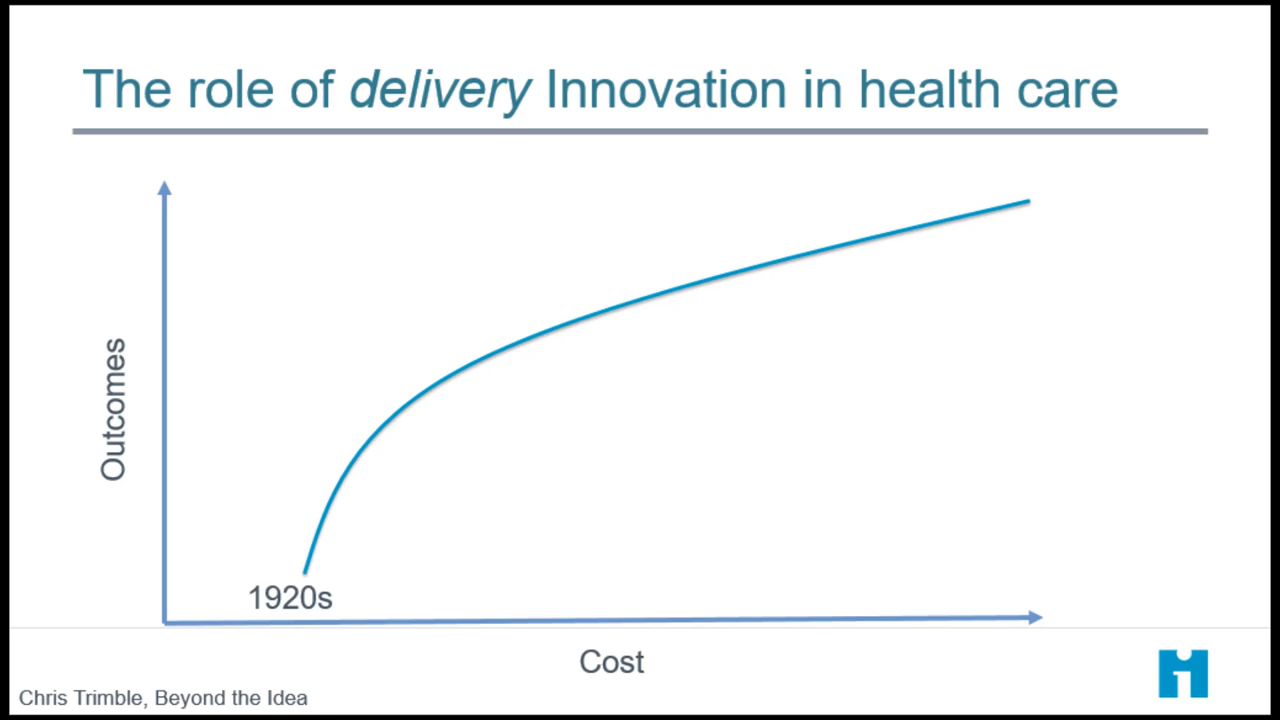 The role of delivery Innovation in health care
Outcomes
1920s
Cost
Chris Trimble, Beyond the Idea